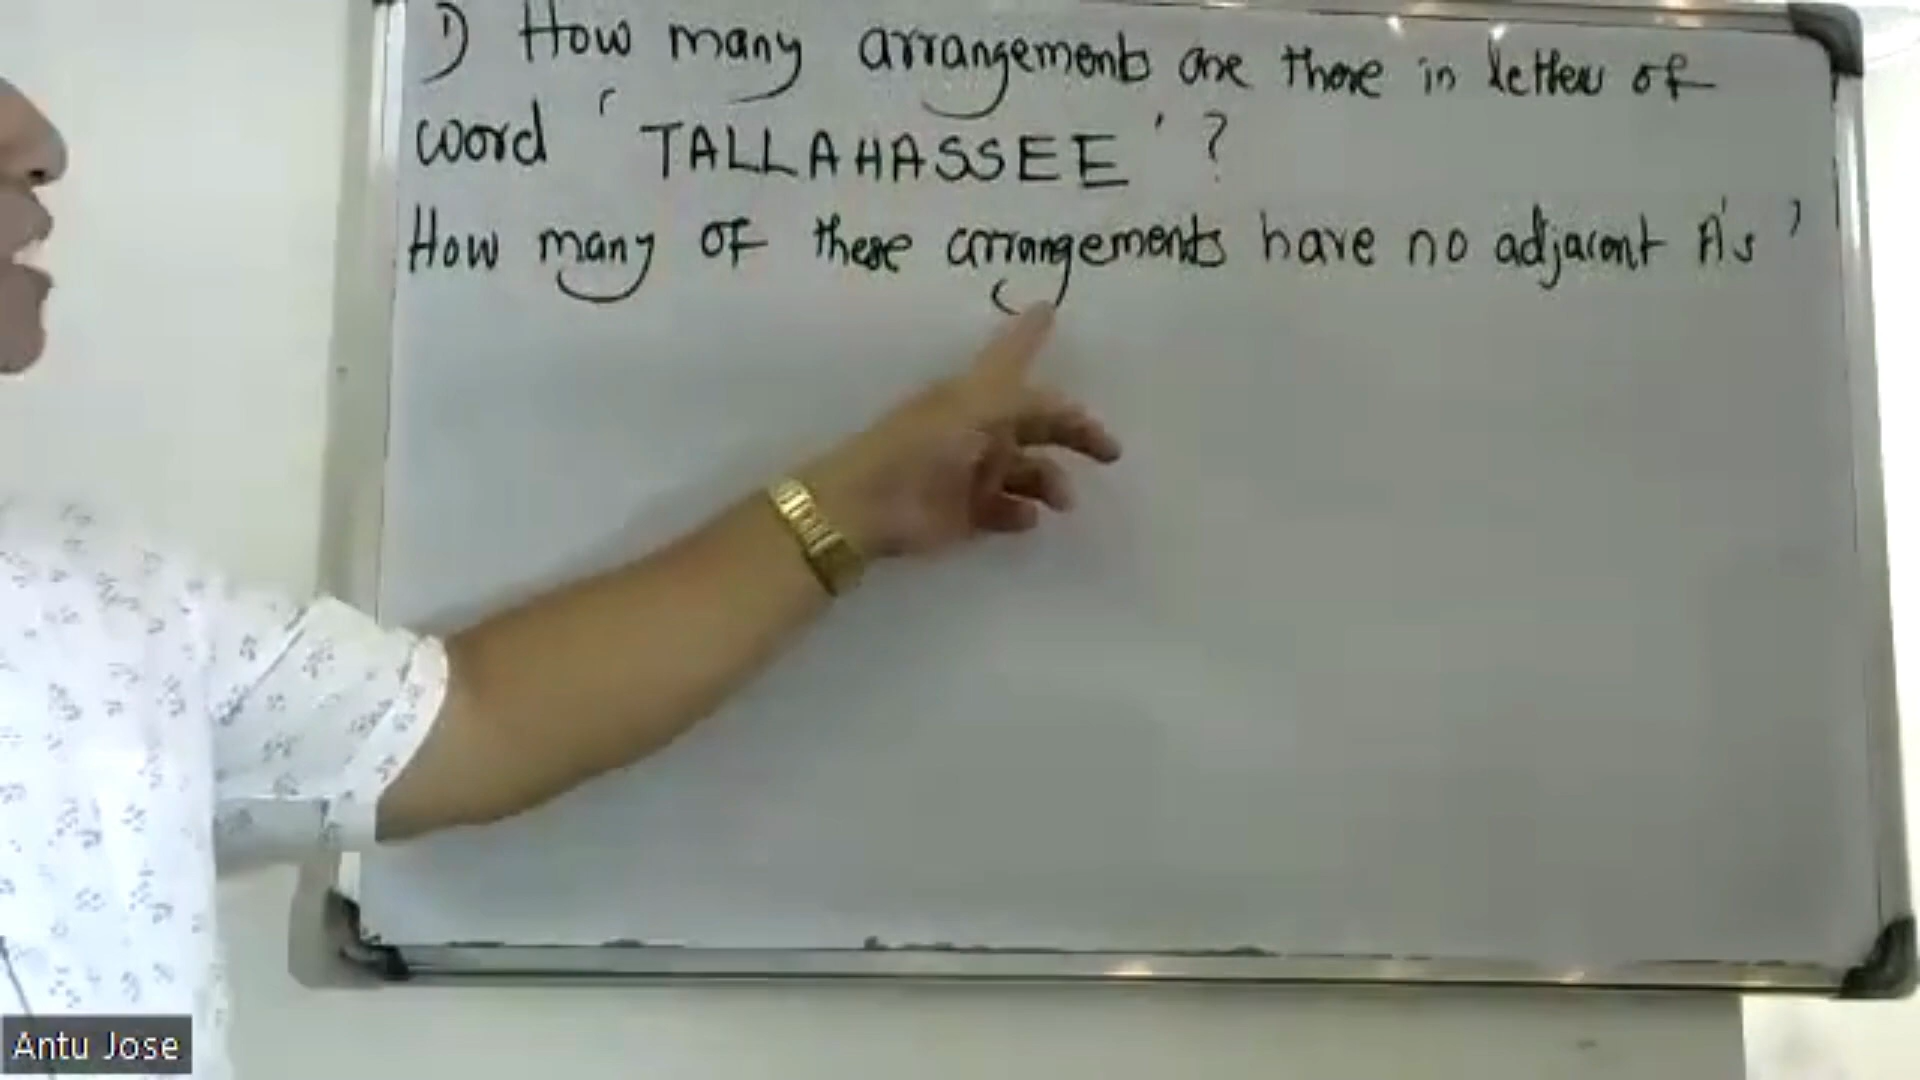 1) How many arrangements are there in letter of
word 'TALLAHASSEE' ?
How many of these arrangements have no adjacent A's ?
Antu Jose